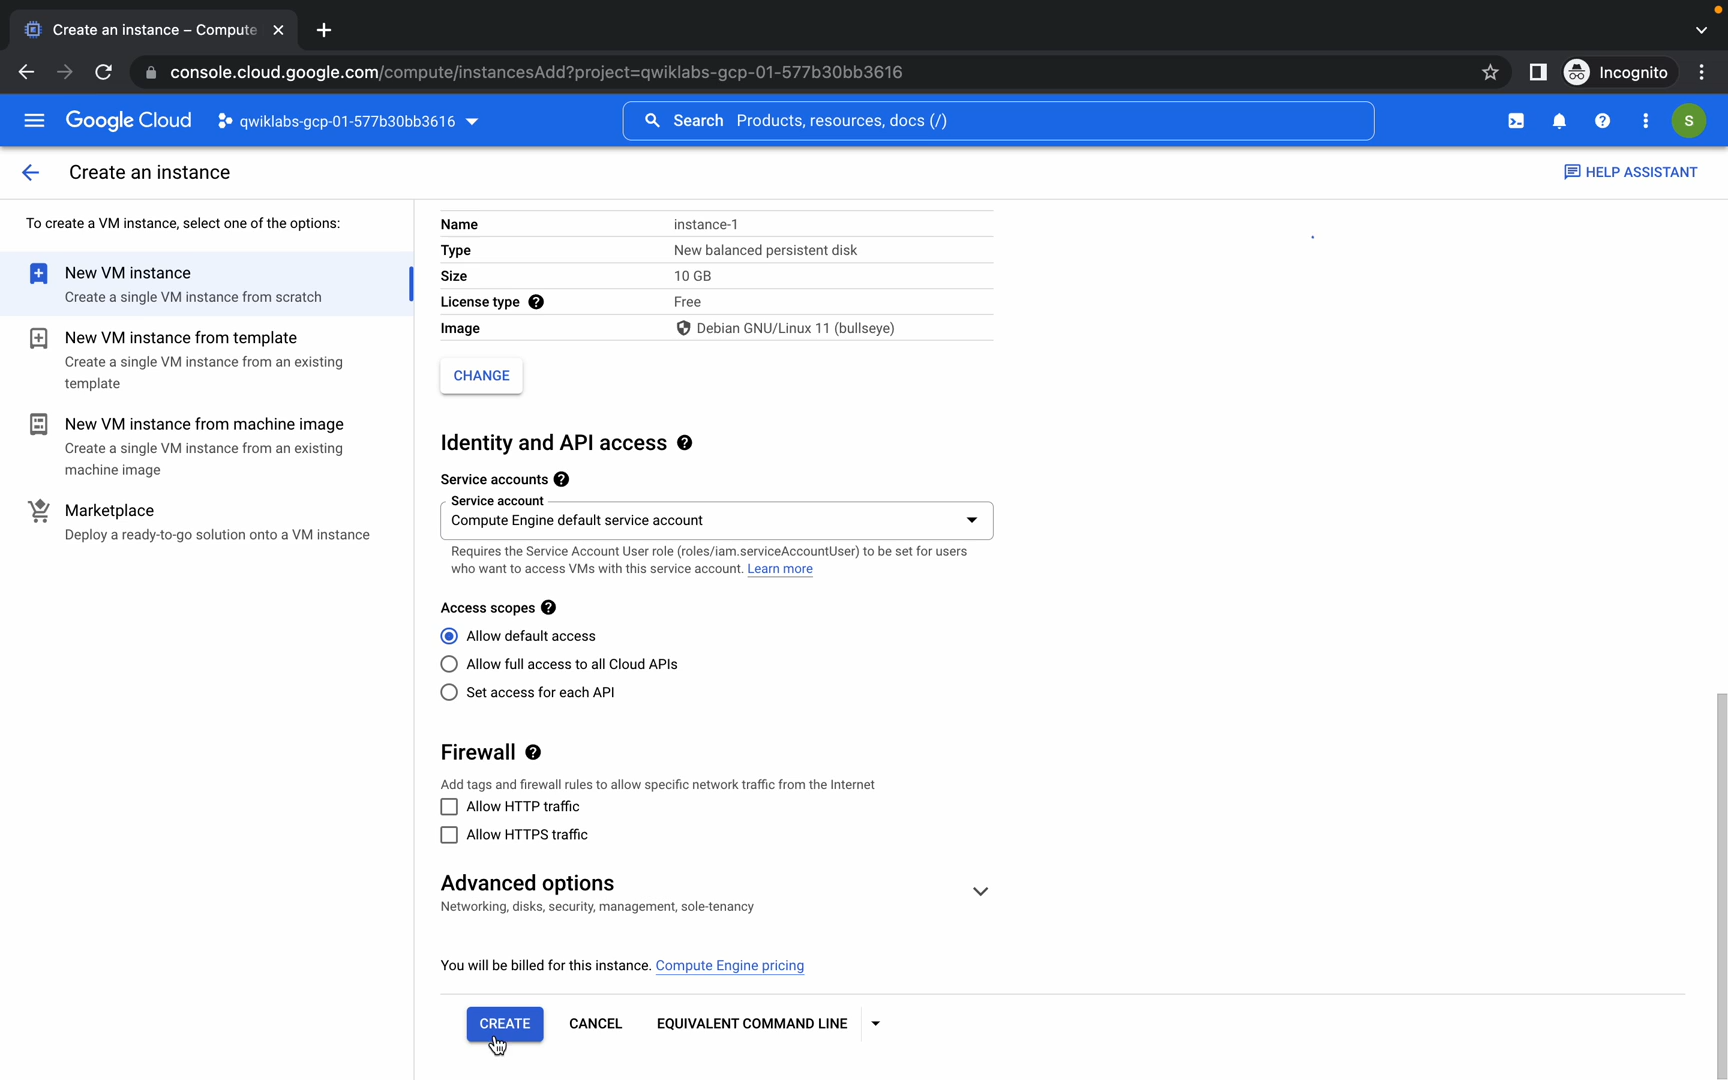 Create an instance – Compute
console.cloud.google.com/compute/instancesAdd?project=qwiklabs-gcp-01-577b30bb3616
Incognito
Google Cloud
qwiklabs-gcp-01-577b30bb3616
Search Products, resources, docs (/)
S
Create an instance
HELP ASSISTANT
To create a VM instance, select one of the options:
New VM instance
Create a single VM instance from scratch
New VM instance from template
Create a single VM instance from an existing
template
New VM instance from machine image
Create a single VM instance from an existing
machine image
Marketplace
Deploy a ready-to-go solution onto a VM instance
Name instance-1
Type New balanced persistent disk
Size 10 GB
License type Free
Image Debian GNU/Linux 11 (bullseye)
CHANGE
Identity and API access
Service accounts
Service account
Compute Engine default service account
Requires the Service Account User role (roles/iam.serviceAccountUser) to be set for users
who want to access VMs with this service account. Learn more
Access scopes
Allow default access
Allow full access to all Cloud APIs
Set access for each API
Firewall
Add tags and firewall rules to allow specific network traffic from the Internet
Allow HTTP traffic
Allow HTTPS traffic
Advanced options
Networking, disks, security, management, sole-tenancy
You will be billed for this instance. Compute Engine pricing
CREATE CANCEL EQUIVALENT COMMAND LINE